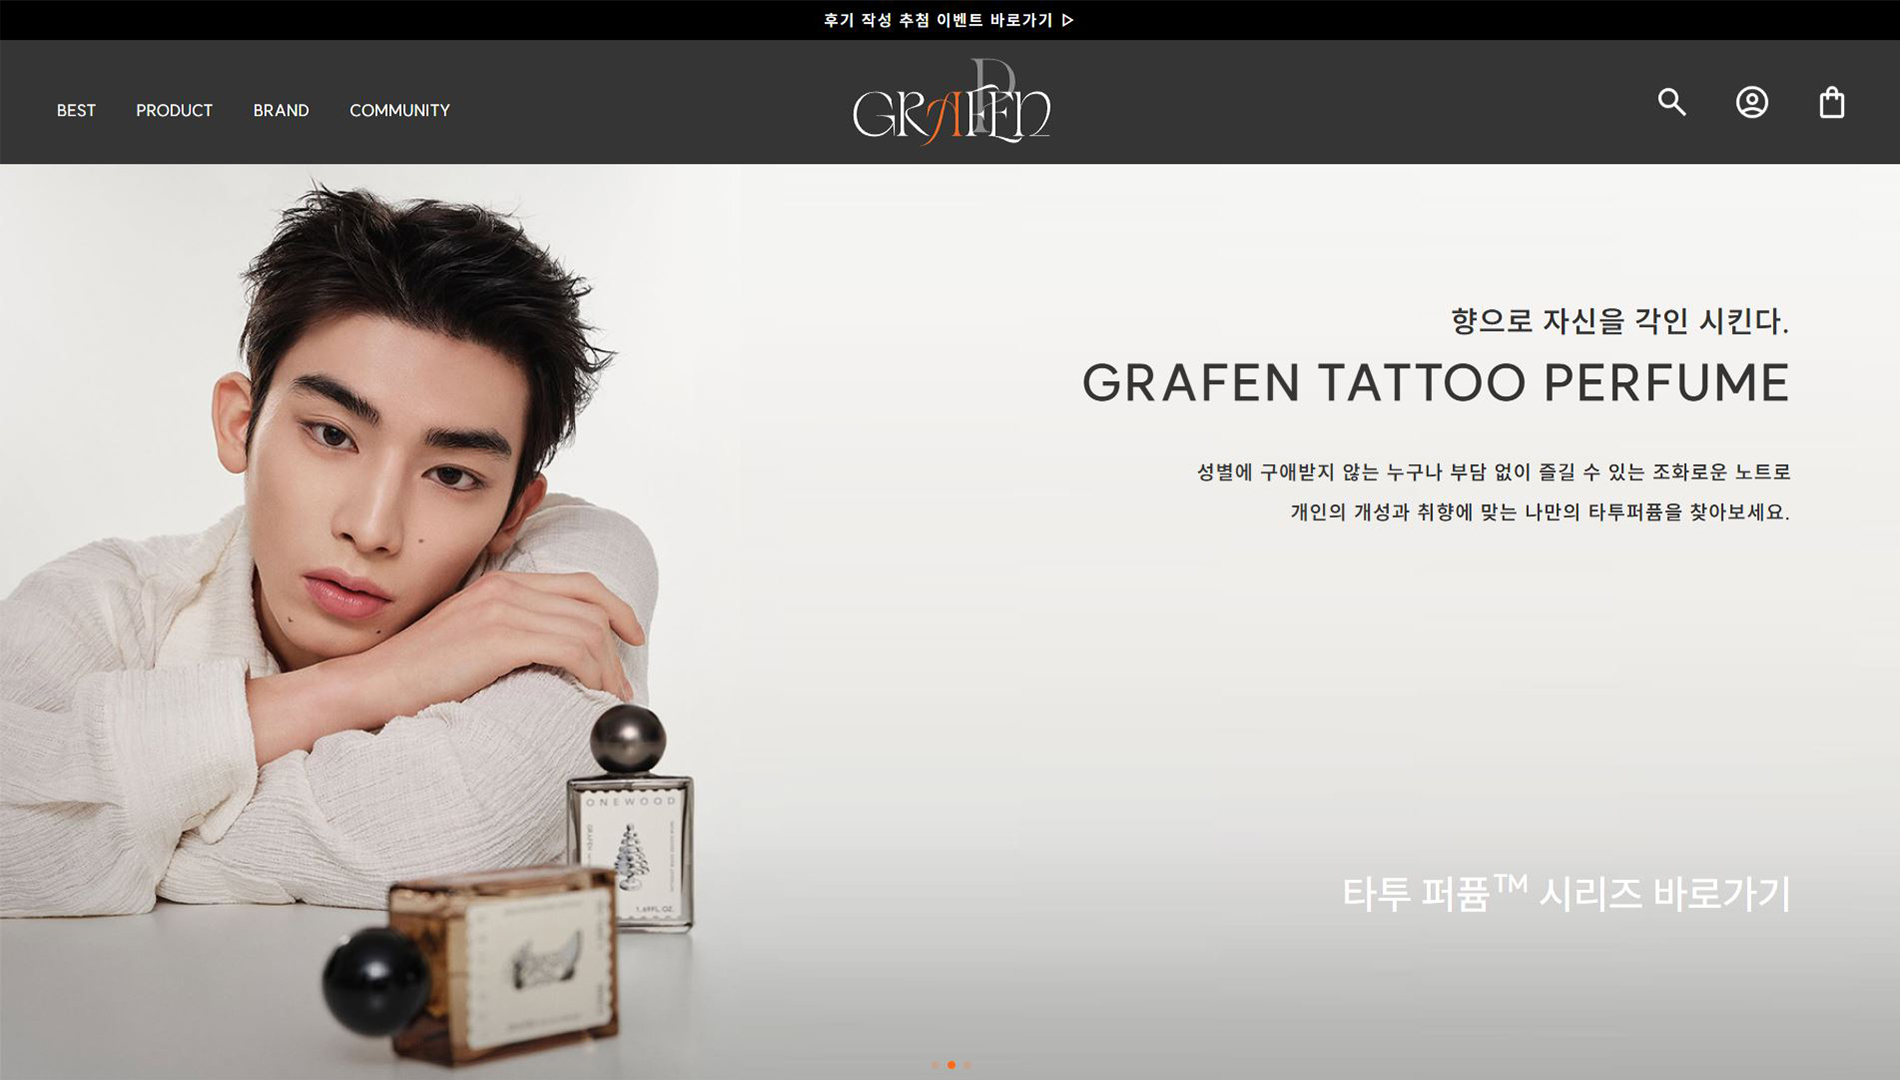 후기 작성 추첨 이벤트 바로가기 ▷
BEST PRODUCT BRAND COMMUNITY
GRAFEN
향으로 자신을 각인 시킨다.
GRAFEN TATTOO PERFUME
성별에 구애받지 않는 누구나 부담 없이 즐길 수 있는 조화로운 노트로
개인의 개성과 취향에 맞는 나만의 타투퍼퓸을 찾아보세요.
ONEWOOD
GRAFEN
1.69FL.OZ.
타투 퍼퓸™ 시리즈 바로가기